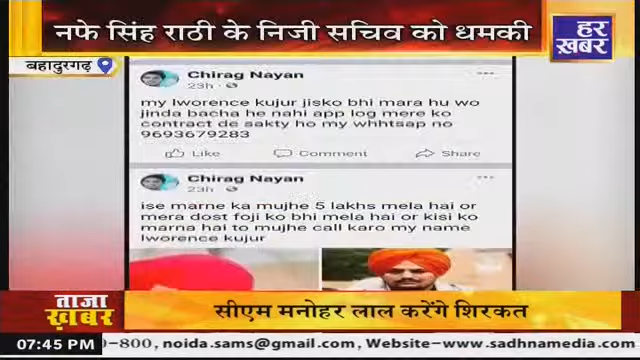 नफे सिंह राठी के निजी सचिव को धमकी
हर
ख़बर
बहादुरगढ़
Chirag Nayan
23h
my lworence kujur jisko bhi mara hu wo
jinda bacha he nahi app log mere ko
contract de sakty ho my whhtsap no
9693679283
Like Comment Share
Chirag Nayan
23h
ise marne ka mujhe 5 lakhs mela hai or
mera dost foji ko bhi mela hai or kisi ko
marna hai to mujhe call karo my name
lworence kujur
ताजा
ख़बर
सीएम मनोहर लाल करेंगे शिरकत
07:45 PM 0-800, noida.sams@gmail.com, Website-www.sadhnamedia.com